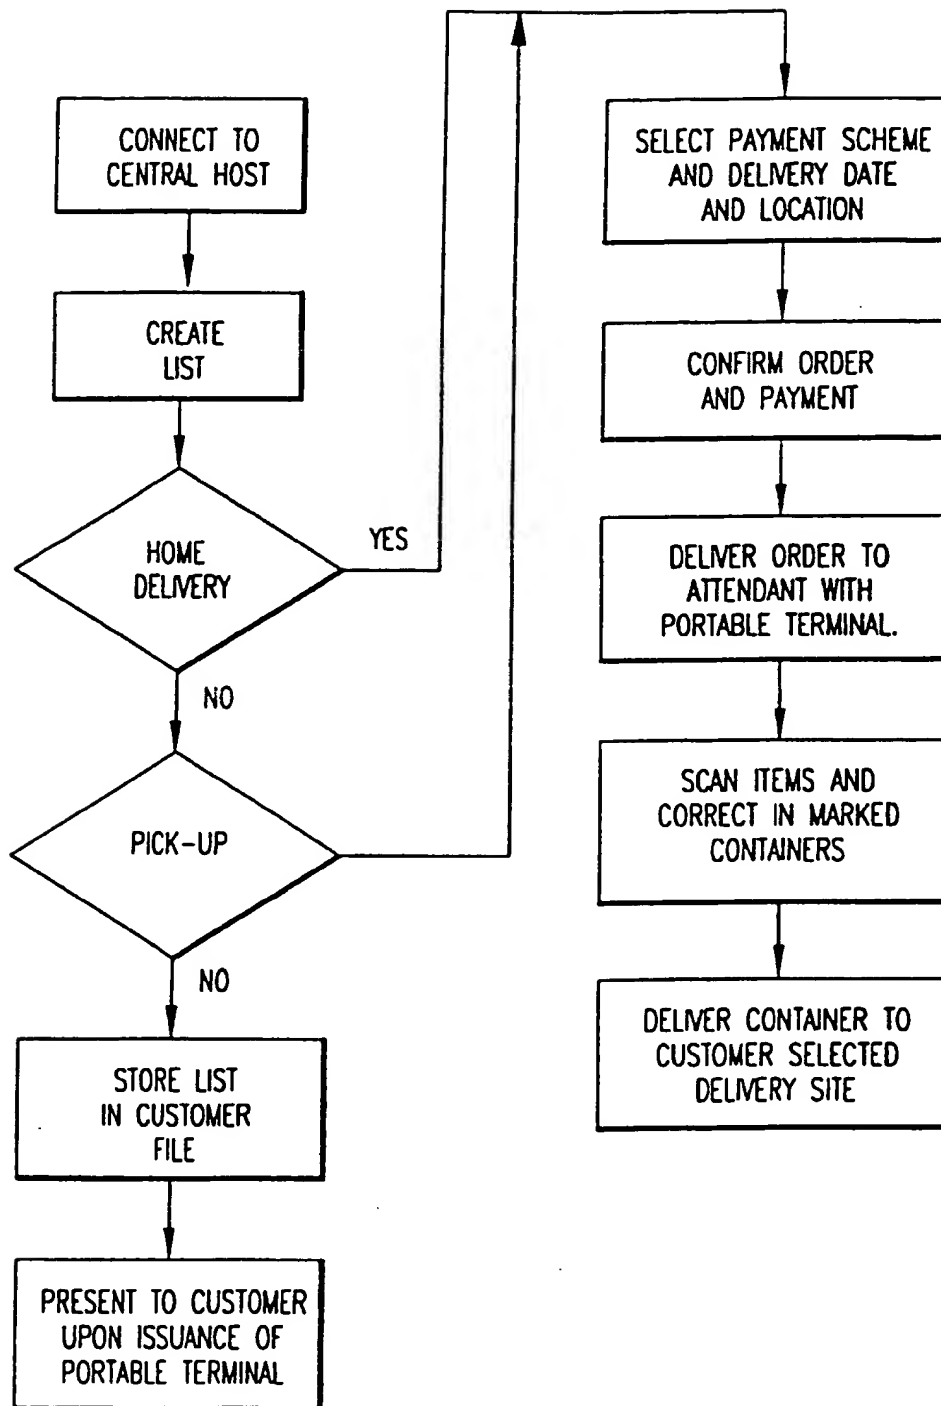 CONNECT TO
CENTRAL HOST
CREATE
LIST
HOME
DELIVERY
YES
NO
PICK-UP
NO
STORE LIST
IN CUSTOMER
FILE
PRESENT TO CUSTOMER
UPON ISSUANCE OF
PORTABLE TERMINAL
SELECT PAYMENT SCHEME
AND DELIVERY DATE
AND LOCATION
CONFIRM ORDER
AND PAYMENT
DELIVER ORDER TO
ATTENDANT WITH
PORTABLE TERMINAL.
SCAN ITEMS AND
CORRECT IN MARKED
CONTAINERS
DELIVER CONTAINER TO
CUSTOMER SELECTED
DELIVERY SITE